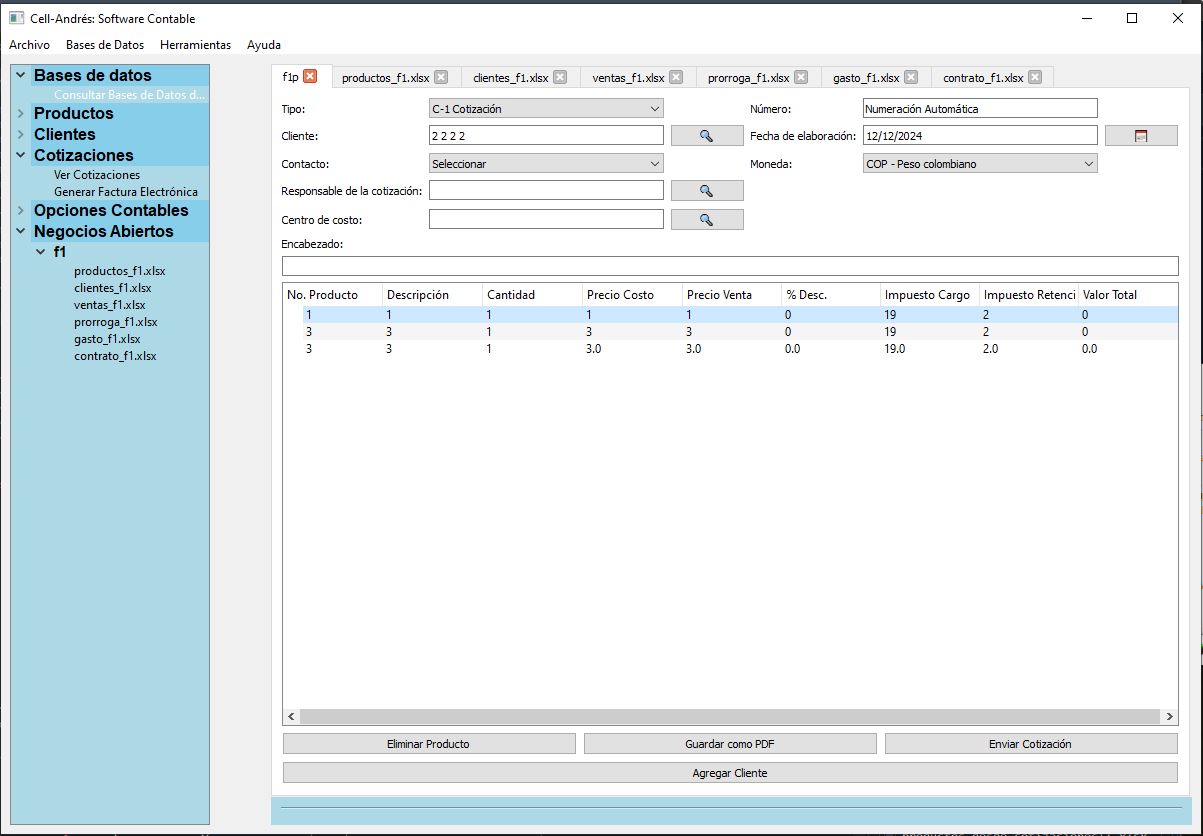 Cell-Andrés: Software Contable
Archivo Bases de Datos Herramientas Ayuda
Bases de datos
Consultar Bases de Datos d...
Productos
Clientes
Cotizaciones
Ver Cotizaciones
Generar Factura Electrónica
Opciones Contables
Negocios Abiertos
f1
productos_f1.xlsx
clientes_f1.xlsx
ventas_f1.xlsx
prorroga_f1.xlsx
gasto_f1.xlsx
contrato_f1.xlsx
f1p productos_f1.xlsx clientes_f1.xlsx ventas_f1.xlsx prorroga_f1.xlsx gasto_f1.xlsx contrato_f1.xlsx
Tipo: C-1 Cotización Número: Numeración Automática
Cliente: 2 2 2 2 Fecha de elaboración: 12/12/2024
Contacto: Seleccionar Moneda: COP - Peso colombiano
Responsable de la cotización:
Centro de costo:
Encabezado:
No. Producto Descripción Cantidad Precio Costo Precio Venta % Desc. Impuesto Cargo Impuesto Retenci Valor Total
1 1 1 1 1 0 19 2 0
3 3 1 3 3 0 19 2 0
3 3 1 3.0 3.0 0.0 19.0 2.0 0.0
Eliminar Producto Guardar como PDF Enviar Cotización
Agregar Cliente